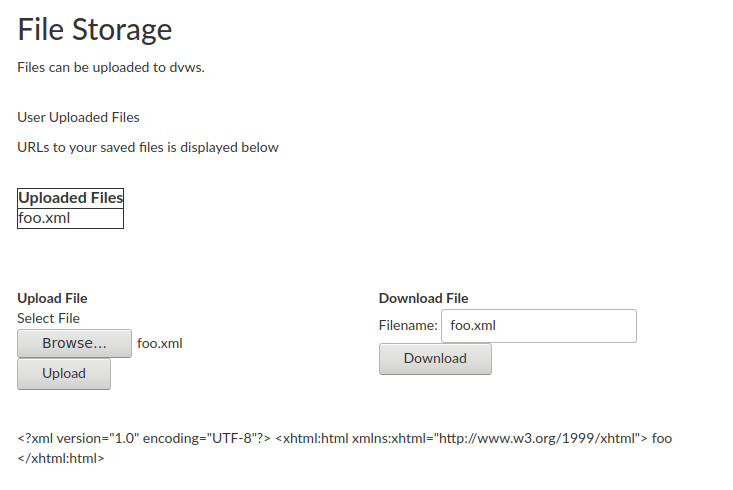 File Storage
Files can be uploaded to dvws.
User Uploaded Files
URLs to your saved files is displayed below
Uploaded Files
foo.xml
Upload File
Select File
Browse... foo.xml
Upload
Download File
Filename: foo.xml
Download
<?xml version="1.0" encoding="UTF-8"?> <xhtml:html xmlns:xhtml="http://www.w3.org/1999/xhtml"> foo
</xhtml:html>